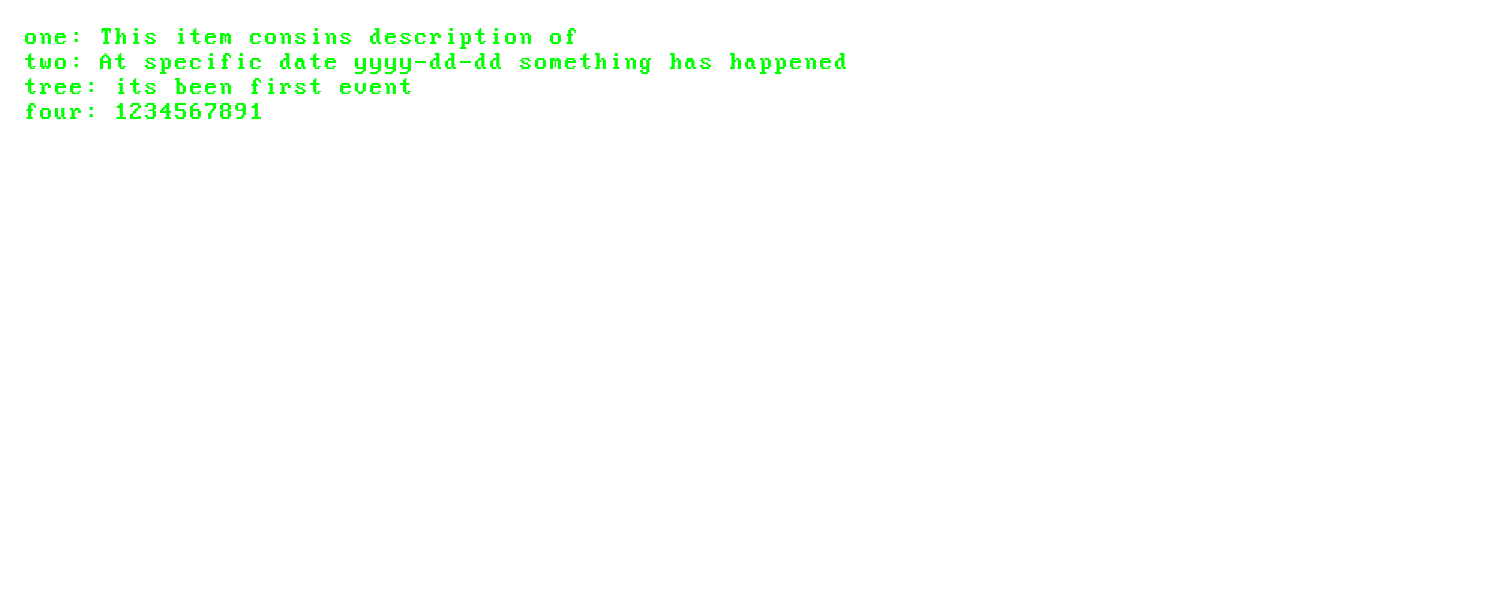 one: This item consins description of
two: At specific date yyyy-dd-dd something has happened
tree: its been first event
four: 1234567891